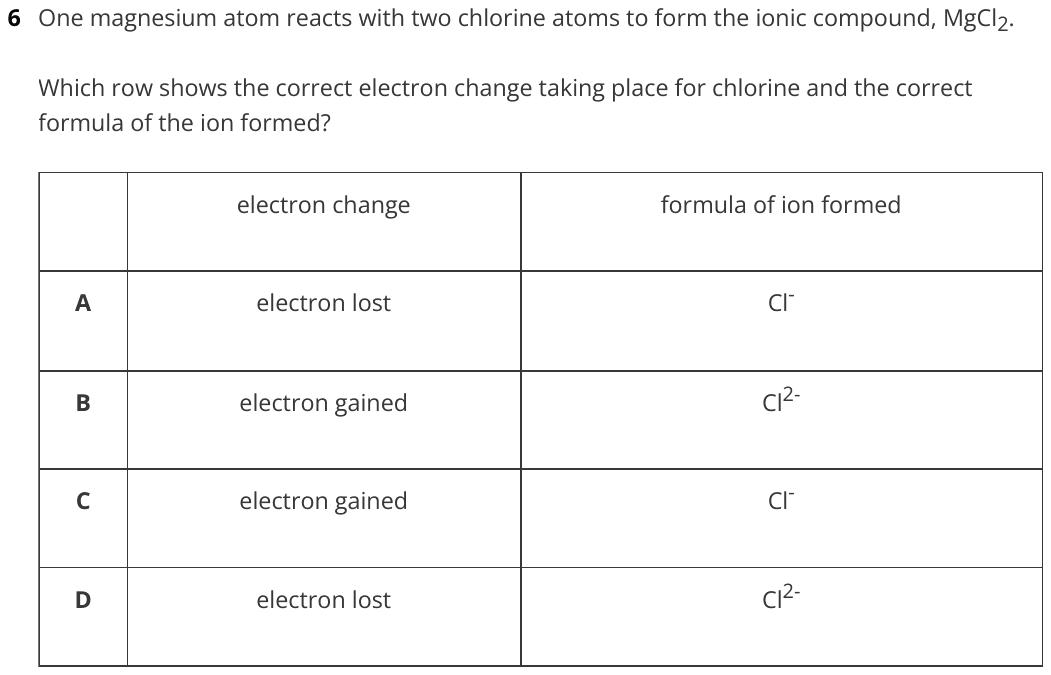 6 One magnesium atom reacts with two chlorine atoms to form the ionic compound, MgCl₂.
Which row shows the correct electron change taking place for chlorine and the correct
formula of the ion formed?
electron change formula of ion formed
A electron lost Cl⁻
B electron gained Cl²⁻
C electron gained Cl⁻
D electron lost Cl²⁻